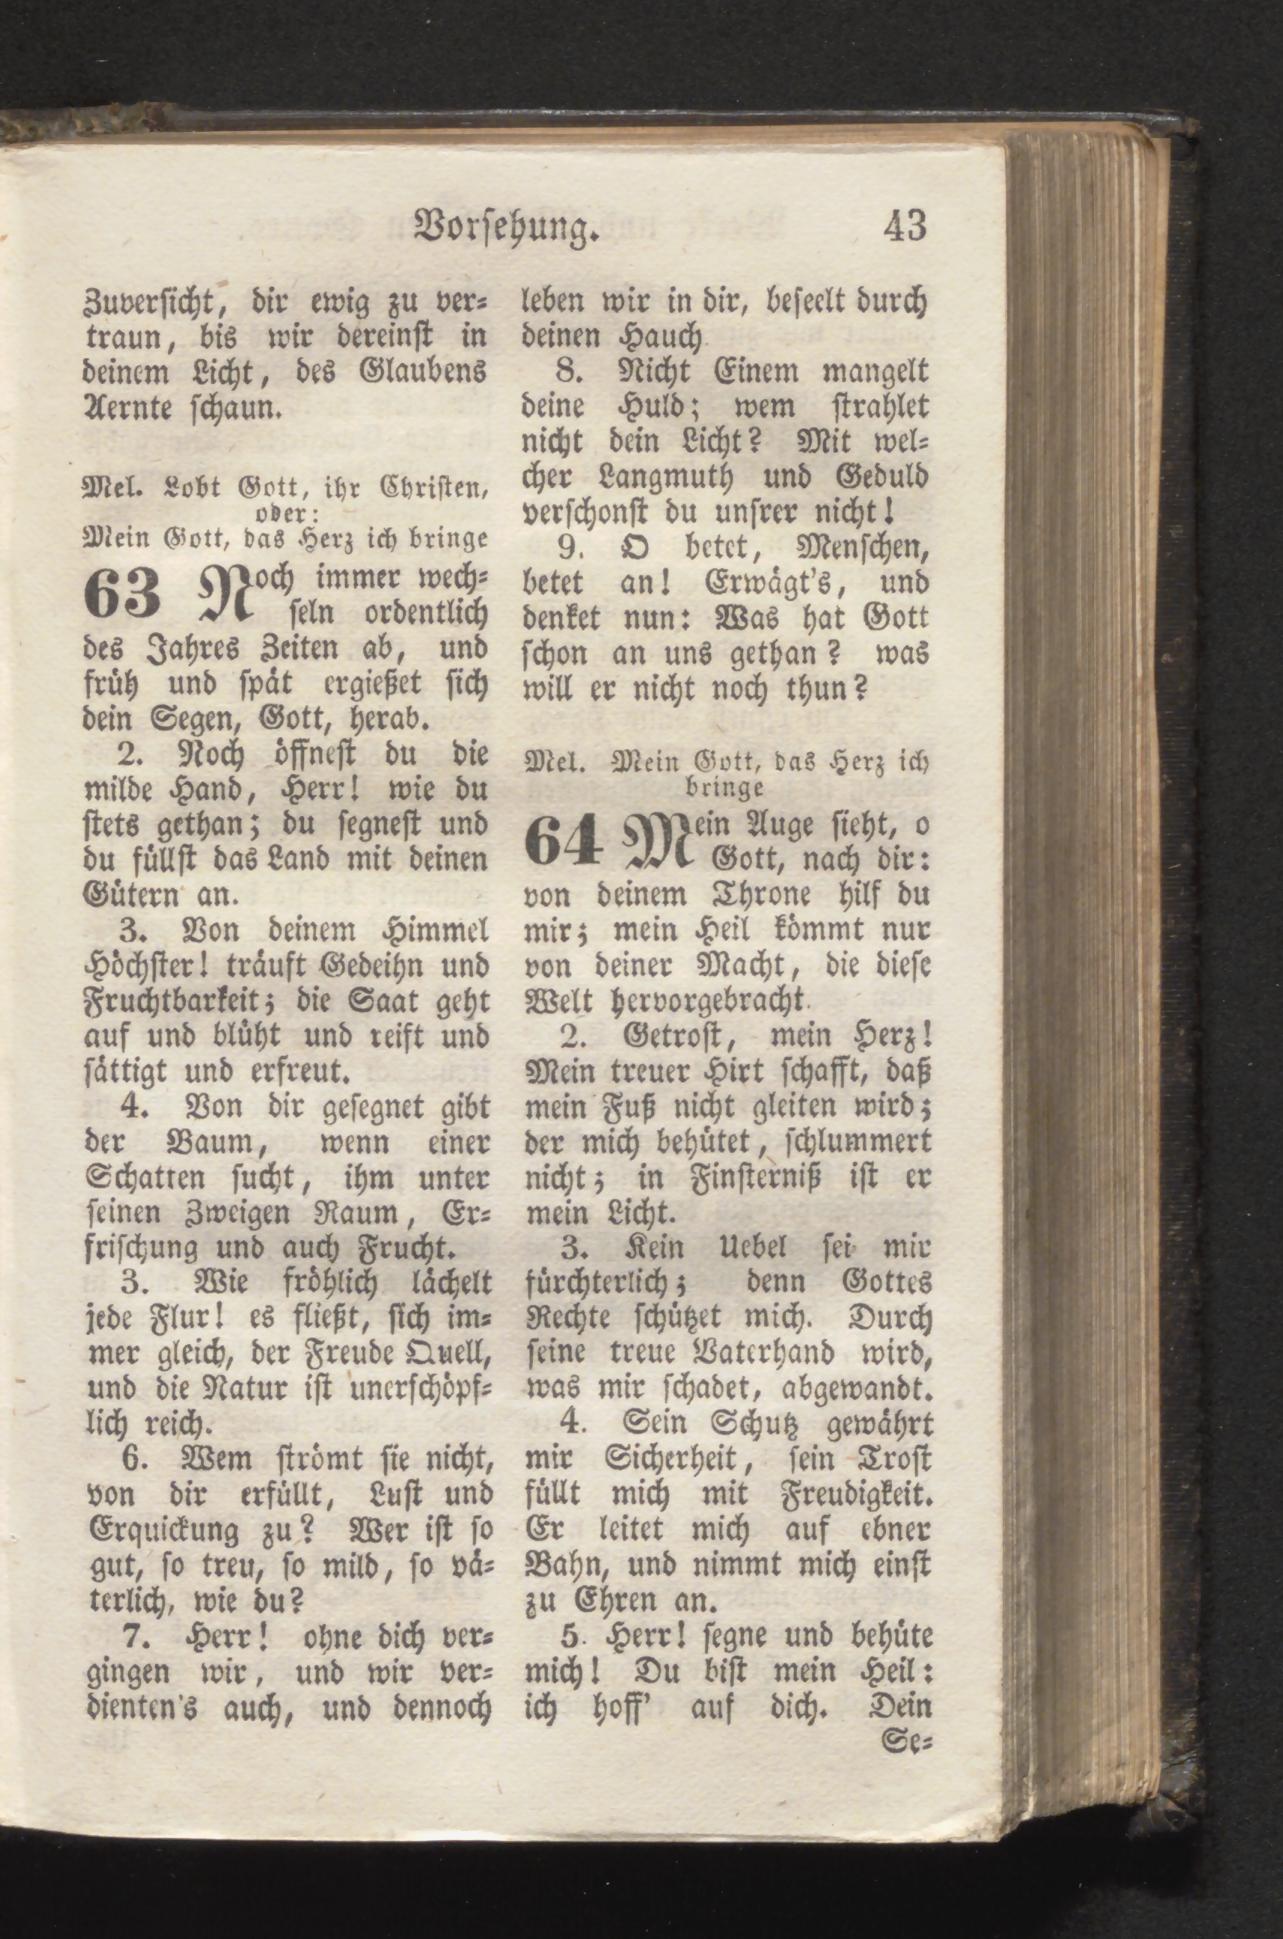 Vorsehung. 43
Zuversicht, dir ewig zu ver-
traun, bis wir dereinst in
deinem Licht, des Glaubens
Aernte schaun.
Mel. Lobt Gott, ihr Christen,
oder:
Mein Gott, das Herz ich bringe
63 Noch immer wech-
seln ordentlich
des Jahres Zeiten ab, und
früh und spät ergießet sich
dein Segen, Gott, herab.
2. Noch öffnest du die
milde Hand, Herr! wie du
stets gethan; du segnest und
du füllst das Land mit deinen
Gütern an.
3. Von deinem Himmel
Höchster! träuft Gedeihn und
Fruchtbarkeit; die Saat geht
auf und blüht und reift und
sättigt und erfreut.
4. Von dir gesegnet gibt
der Baum, wenn einer
Schatten sucht, ihm unter
seinen Zweigen Raum, Er-
frischung und auch Frucht.
3. Wie fröhlich lächelt
jede Flur! es fließt, sich im-
mer gleich, der Freude Quell,
und die Natur ist unerschöpf-
lich reich.
6. Wem strömt sie nicht,
von dir erfüllt, Lust und
Erquickung zu? Wer ist so
gut, so treu, so mild, so vä-
terlich, wie du?
7. Herr! ohne dich ver-
gingen wir, und wir ver-
dienten's auch, und dennoch
leben wir in dir, beseelt durch
deinen Hauch
8. Nicht Einem mangelt
deine Huld; wem strahlet
nicht dein Licht? Mit wel-
cher Langmuth und Geduld
verschonst du unsrer nicht!
9. O betet, Menschen,
betet an! Erwägt's, und
denket nun: Was hat Gott
schon an uns gethan? was
will er nicht noch thun?
Mel. Mein Gott, das Herz ich
bringe
64 Mein Auge sieht, o
Gott, nach dir:
von deinem Throne hilf du
mir; mein Heil kömmt nur
von deiner Macht, die diese
Welt hervorgebracht.
2. Getrost, mein Herz!
Mein treuer Hirt schafft, daß
mein Fuß nicht gleiten wird;
der mich behütet, schlummert
nicht; in Finsterniß ist er
mein Licht.
3. Kein Uebel sei mir
fürchterlich; denn Gottes
Rechte schützet mich. Durch
seine treue Vaterhand wird,
was mir schadet, abgewandt.
4. Sein Schutz gewährt
mir Sicherheit, sein Trost
füllt mich mit Freudigkeit.
Er leitet mich auf ebner
Bahn, und nimmt mich einst
zu Ehren an.
5. Herr! segne und behüte
mich! Du bist mein Heil:
ich hoff' auf dich. Dein
Se-